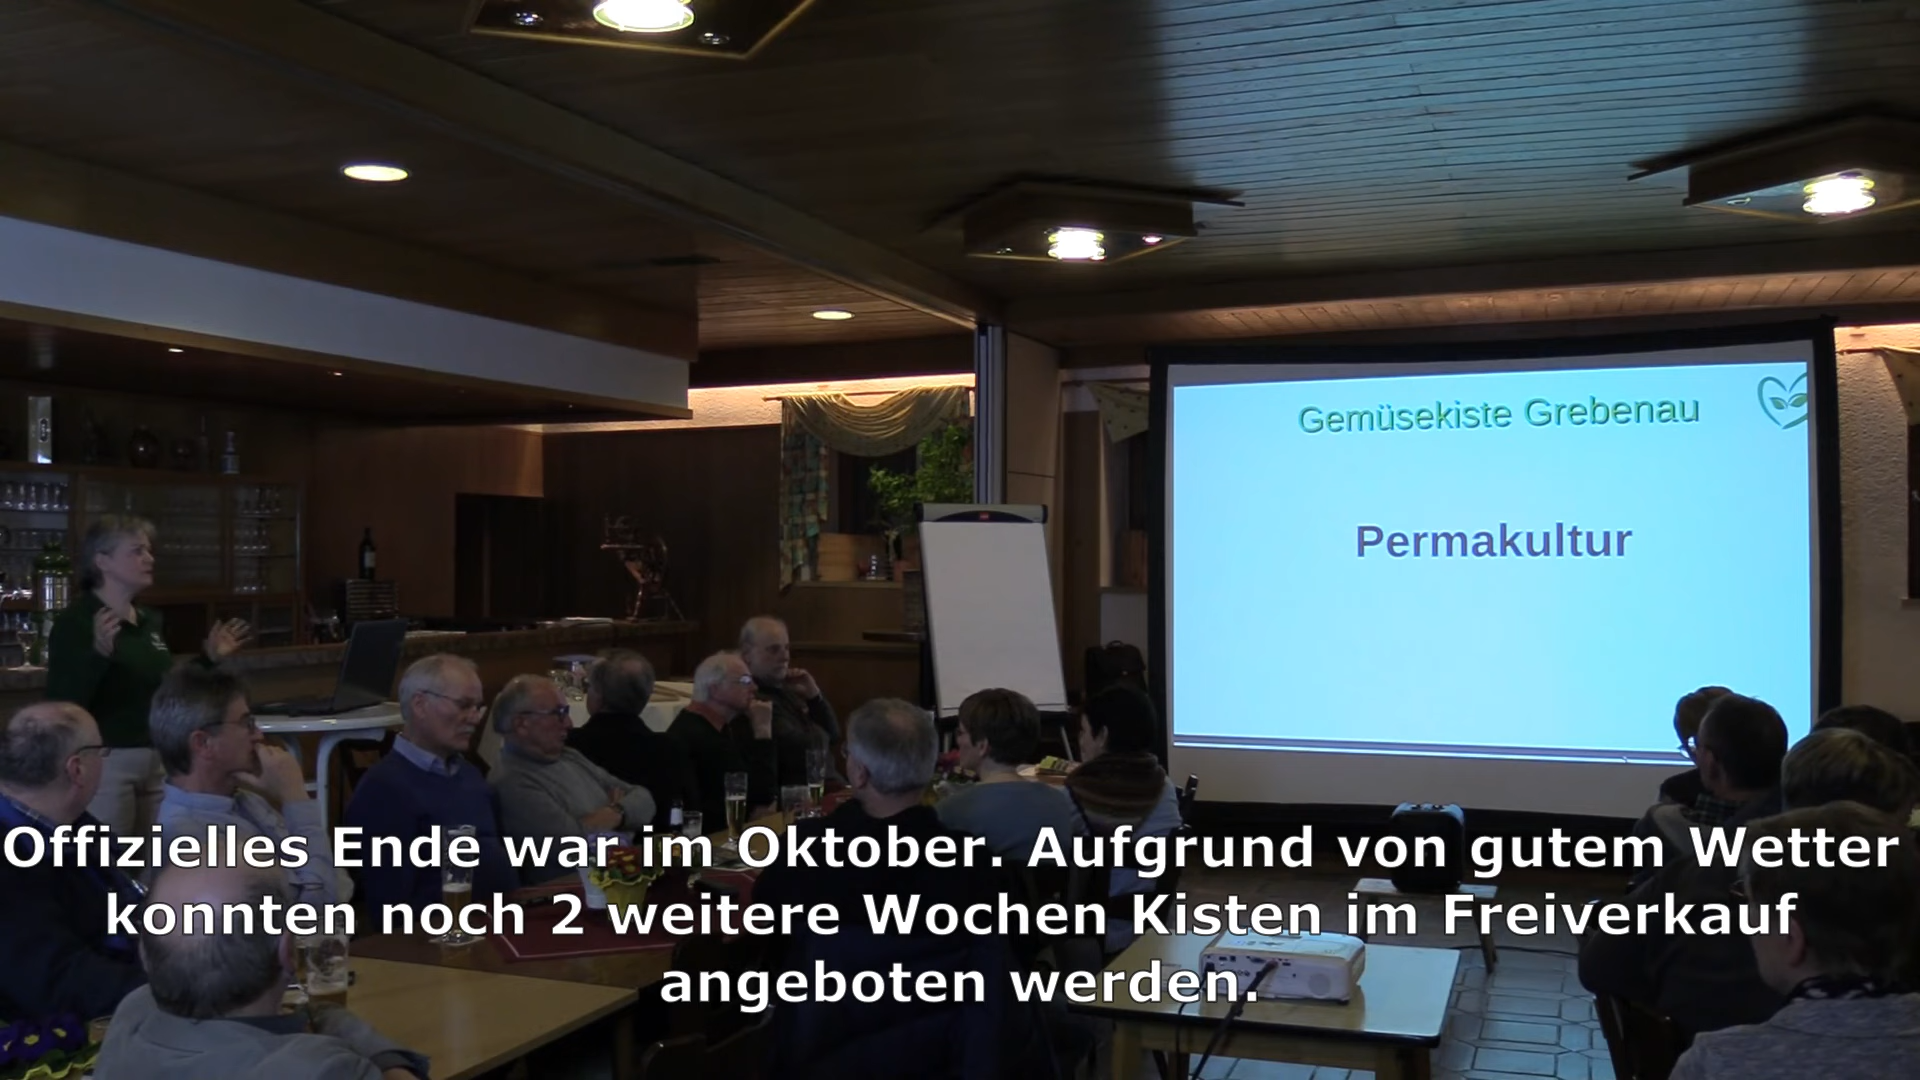 Gemüsekiste Grebenau
Permakultur
Offizielles Ende war im Oktober. Aufgrund von gutem Wetter
konnten noch 2 weitere Wochen Kisten im Freiverkauf
angeboten werden.